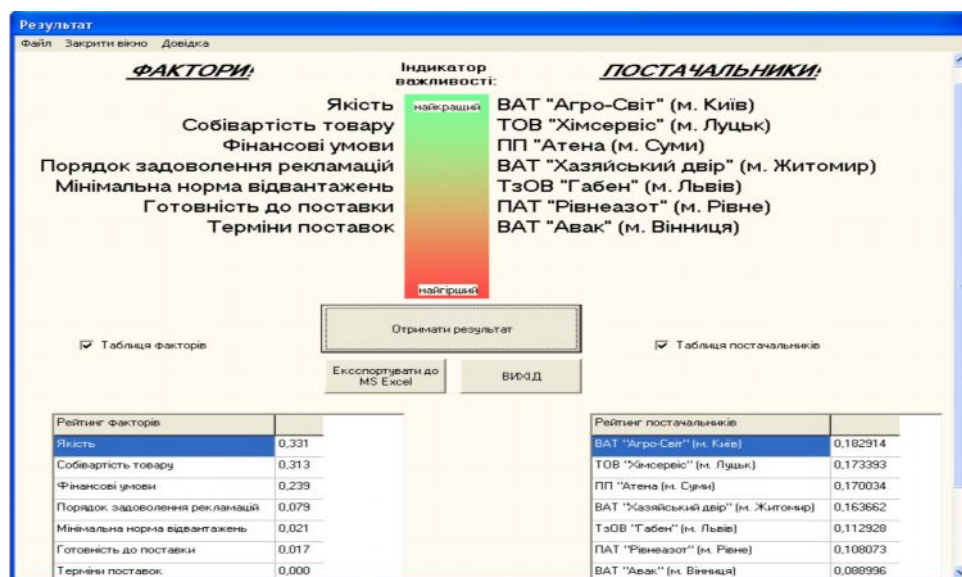 Результат
Файл Закрити вікно Довідка
ФАКТОРИ:
Індикатор
важливості:
ПОСТАЧАЛЬНИКИ:
Якість
Собівартість товару
Фінансові умови
Порядок задоволення рекламацій
Мінімальна норма відвантажень
Готовність до поставки
Терміни поставок
найкращий
найгірший
ВАТ "Агро-Світ" (м. Київ)
ТОВ "Хімсервіс" (м. Луцьк)
ПП "Атена (м. Суми)
ВАТ "Хазяйський двір" (м. Житомир)
ТзОВ "Габен" (м. Львів)
ПАТ "Рівнеазот" (м. Рівне)
ВАТ "Авак" (м. Вінниця)
Отримати результат
Таблиця факторів
Таблиця постачальників
Ексспортувати до
MS Excel
ВИХІД
Рейтинг факторів
Якість 0,331
Собівартість товару 0,313
Фінансові умови 0,239
Порядок задоволення рекламацій 0,079
Мінімальна норма відвантажень 0,021
Готовність до поставки 0,017
Терміни поставок 0,000
Рейтинг постачальників
ВАТ "Агро-Світ" (м. Київ) 0,182914
ТОВ "Хімсервіс" (м. Луцьк) 0,173393
ПП "Атена (м. Суми) 0,170034
ВАТ "Хазяйський двір" (м. Житомир) 0,163662
ТзОВ "Габен" (м. Львів) 0,112928
ПАТ "Рівнеазот" (м. Рівне) 0,108073
ВАТ "Авак" (м. Вінниця) 0,088996